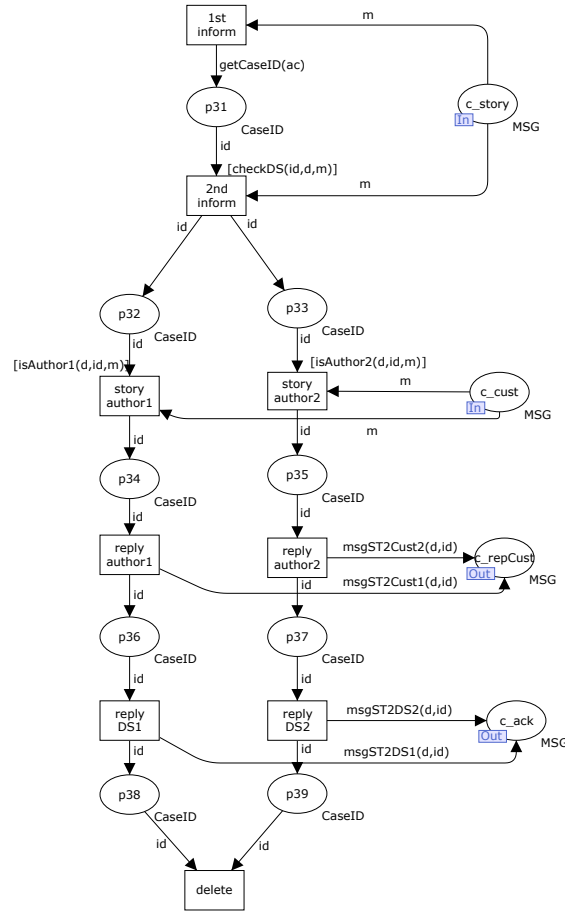 1st
inform
m
getCaseID(ac)
p31
CaseID
c_story
In
MSG
id
[checkDS(id,d,m)]
2nd
inform
m
id
id
p32
CaseID
p33
CaseID
id
id
[isAuthor1(d,id,m)]
[isAuthor2(d,id,m)]
story
author1
story
author2
m
c_cust
In
MSG
m
id
id
p34
CaseID
p35
CaseID
id
id
reply
author1
reply
author2
msgST2Cust2(d,id)
c_repCust
Out
MSG
msgST2Cust1(d,id)
id
id
p36
CaseID
p37
CaseID
id
id
reply
DS1
reply
DS2
msgST2DS2(d,id)
c_ack
Out
MSG
msgST2DS1(d,id)
id
id
p38
CaseID
p39
CaseID
id
id
delete